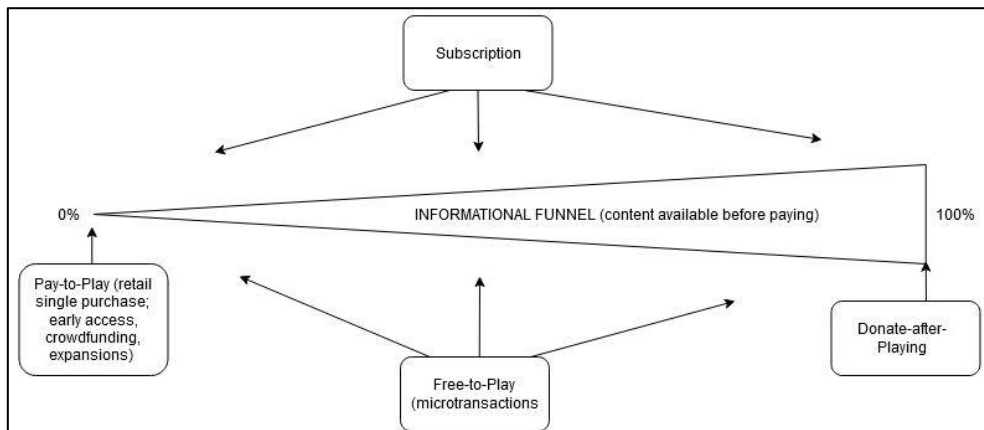 Subscription
0%
INFORMATIONAL FUNNEL (content available before paying)
100%
Pay-to-Play (retail
single purchase;
early access,
crowdfunding,
expansions)
Donate-after-
Playing
Free-to-Play
(microtransactions